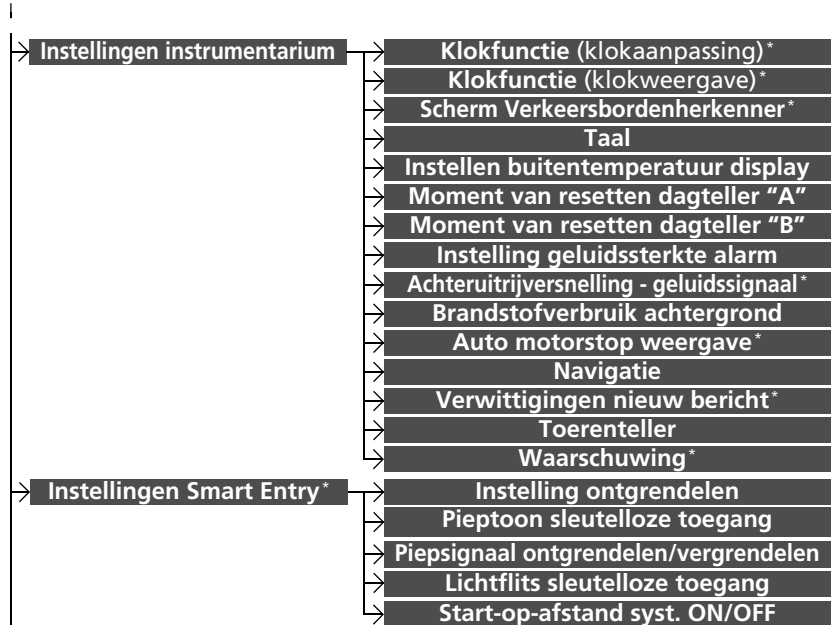 Instellingen instrumentarium
Klokfunctie (klokaanpassing)*
Klokfunctie (klokweergave)*
Scherm Verkeersbordenherkenner*
Taal
Instellen buitentemperatuur display
Moment van resetten dagteller “A”
Moment van resetten dagteller “B”
Instelling geluidssterkte alarm
Achteruitrijversnelling - geluidssignaal*
Brandstofverbruik achtergrond
Auto motorstop weergave*
Navigatie
Verwittigingen nieuw bericht*
Toerenteller
Waarschuwing*
Instellingen Smart Entry*
Instelling ontgrendelen
Pieptoon sleutelloze toegang
Piepsignaal ontgrendelen/vergrendelen
Lichtflits sleutelloze toegang
Start-op-afstand syst. ON/OFF